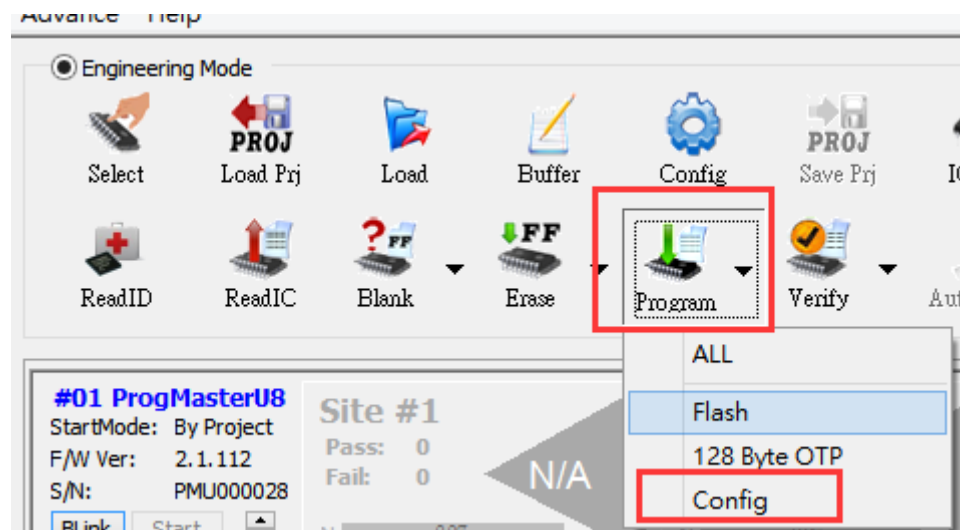 Advance Help
Engineering Mode
PROJ
PROJ
Select Load Prj Load Buffer Config Save Prj
? FF
FF
ReadID ReadIC Blank Erase Program Verify
ALL
#01 ProgMasterU8
Site #1
Flash
StartMode: By Project
Pass: 0
F/W Ver: 2.1.112
128 Byte OTP
Fail: 0
N/A
S/N: PMU000028
Config
BLink Start